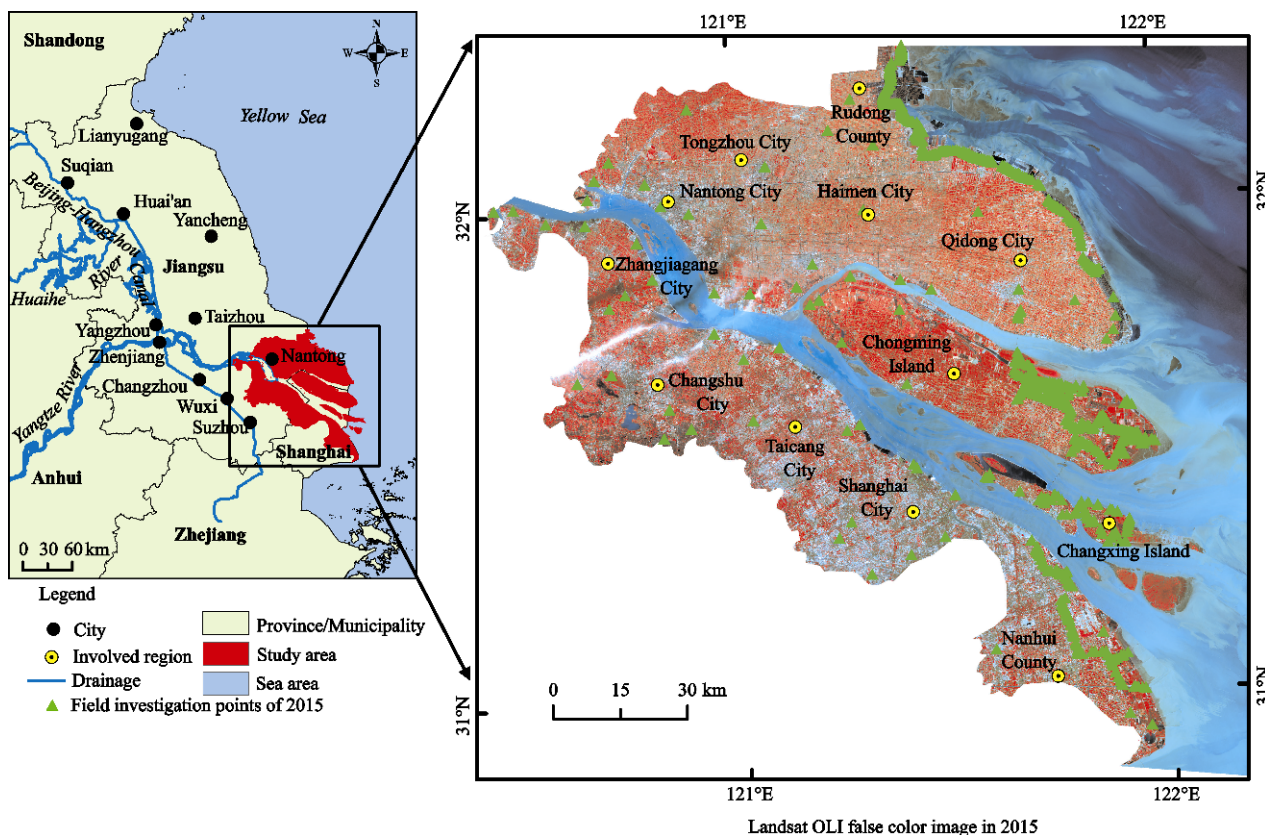 Shandong
N
W
E
S
Yellow Sea
Lianyugang
Suqian
Beijing-Hangzhou Canal
Huai'an
Yancheng
Jiangsu
Huaihe River
Yangzhou
Taizhou
Zhenjiang
Nantong
Changzhou
Yangtze River
Wuxi
Suzhou
Shanghai
Anhui
Zhejiang
0 30 60 km
Legend
City
Involved region
Drainage
Field investigation points of 2015
Province/Municipality
Study area
Sea area
121°E
122°E
32°N
32°N
31°N
31°N
121°E
122°E
Rudong
County
Tongzhou City
Nantong City
Haimen City
Qidong City
Zhangjiagang
City
Chongming
Island
Changshu
City
Taicang
City
Shanghai
City
Changxing Island
Nanhui
County
0 15 30 km
Landsat OLI false color image in 2015